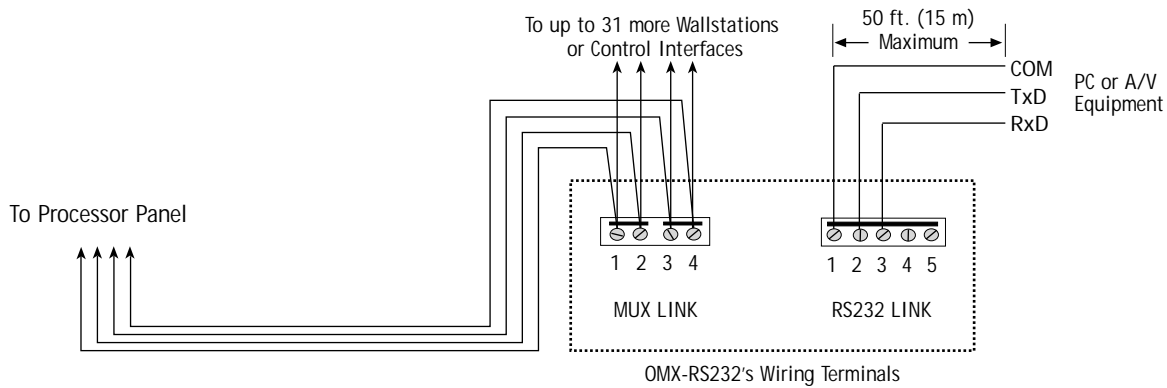 To up to 31 more Wallstations
or Control Interfaces
50 ft. (15 m)
Maximum
COM
TxD
RxD
PC or A/V
Equipment
To Processor Panel
1 2 3 4
MUX LINK
1 2 3 4 5
RS232 LINK
OMX-RS232's Wiring Terminals